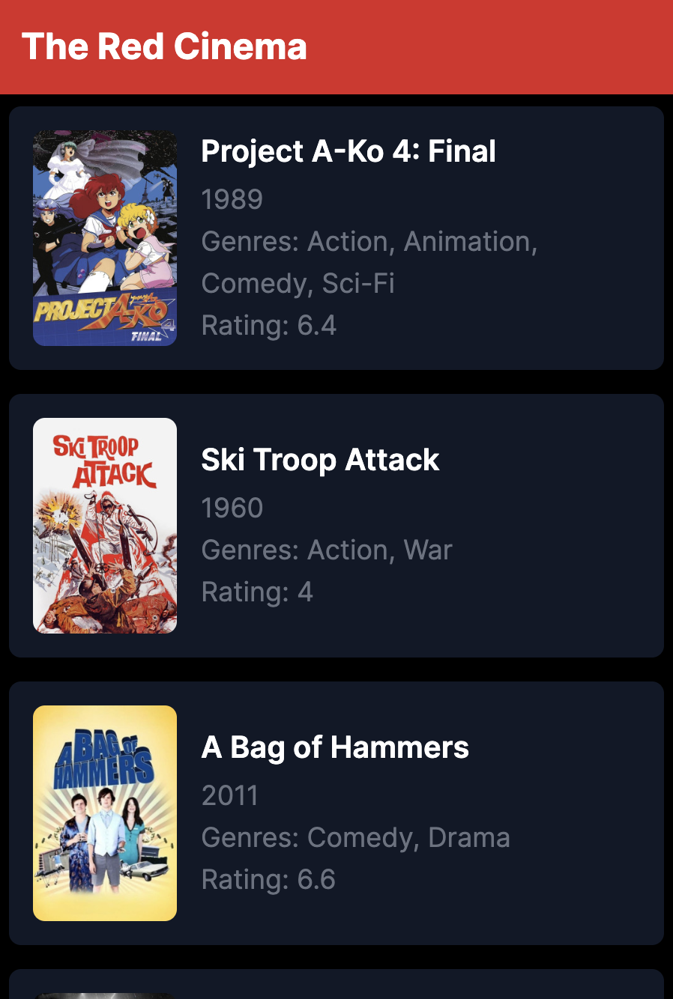 The Red Cinema
Project A-Ko 4: Final
1989
Genres: Action, Animation,
Comedy, Sci-Fi
Rating: 6.4
PROJECT A-KO
4
FINAL
Ski Troop Attack
1960
Genres: Action, War
Rating: 4
SKI TROOP
ATTACK
A Bag of Hammers
2011
Genres: Comedy, Drama
Rating: 6.6
A BAG OF
HAMMERS